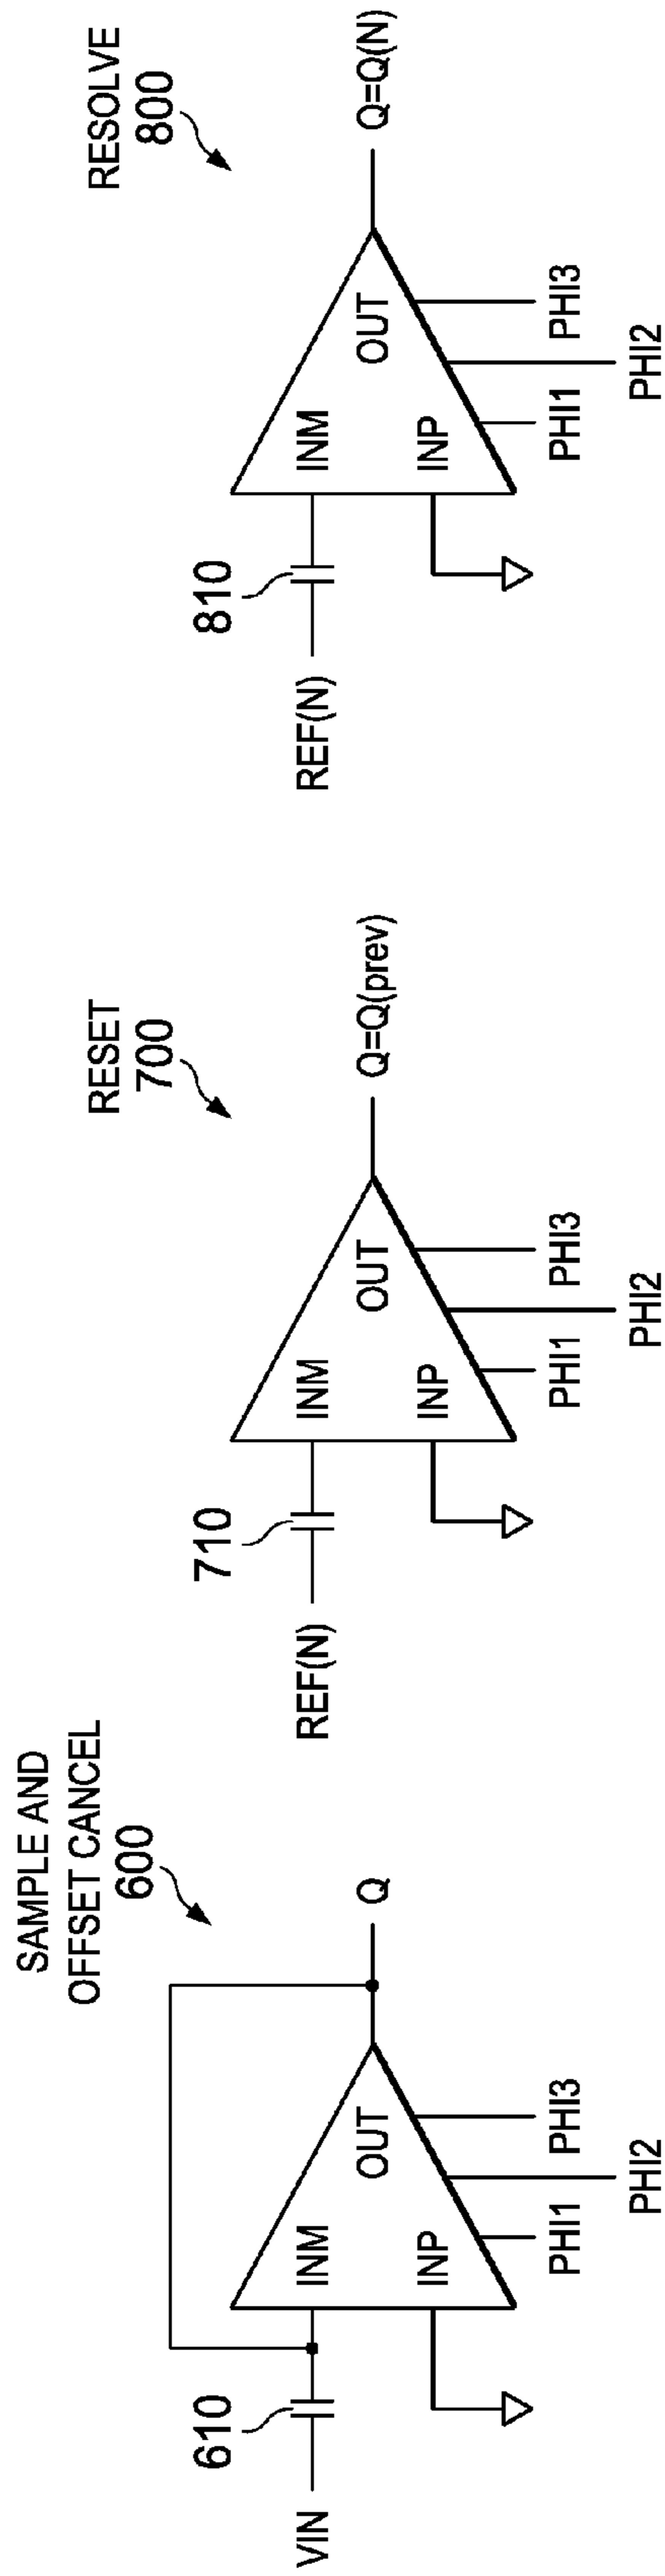 SAMPLE AND
OFFSET CANCEL
600
VIN
610
INM
INP
OUT
Q
PHI1
PHI2
PHI3
RESET
700
REF(N)
710
INM
INP
OUT
Q=Q(prev)
PHI1
PHI2
PHI3
RESOLVE
800
REF(N)
810
INM
INP
OUT
Q=Q(N)
PHI1
PHI2
PHI3